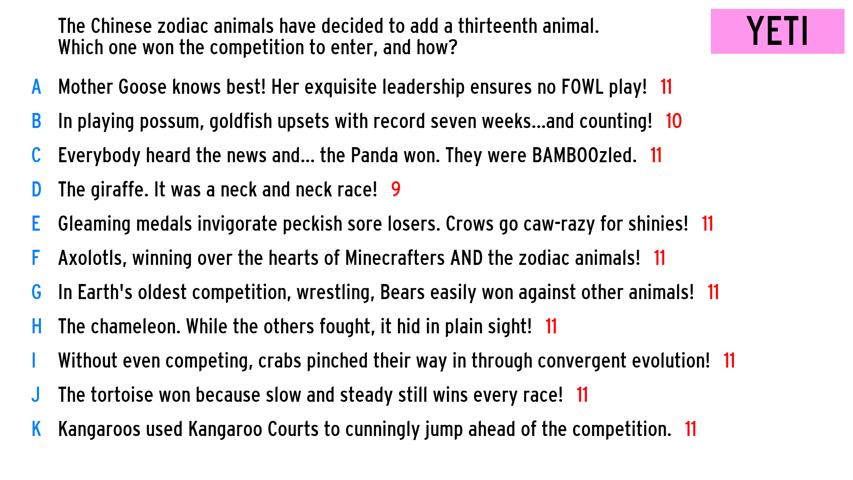 The Chinese zodiac animals have decided to add a thirteenth animal.
Which one won the competition to enter, and how?
YETI
A Mother Goose knows best! Her exquisite leadership ensures no FOWL play! 11
B In playing possum, goldfish upsets with record seven weeks...and counting! 10
C Everybody heard the news and... the Panda won. They were BAMBOOzled. 11
D The giraffe. It was a neck and neck race! 9
E Gleaming medals invigorate peckish sore losers. Crows go caw-razy for shinies! 11
F Axolotls, winning over the hearts of Minecrafters AND the zodiac animals! 11
G In Earth's oldest competition, wrestling, Bears easily won against other animals! 11
H The chameleon. While the others fought, it hid in plain sight! 11
I Without even competing, crabs pinched their way in through convergent evolution! 11
J The tortoise won because slow and steady still wins every race! 11
K Kangaroos used Kangaroo Courts to cunningly jump ahead of the competition. 11